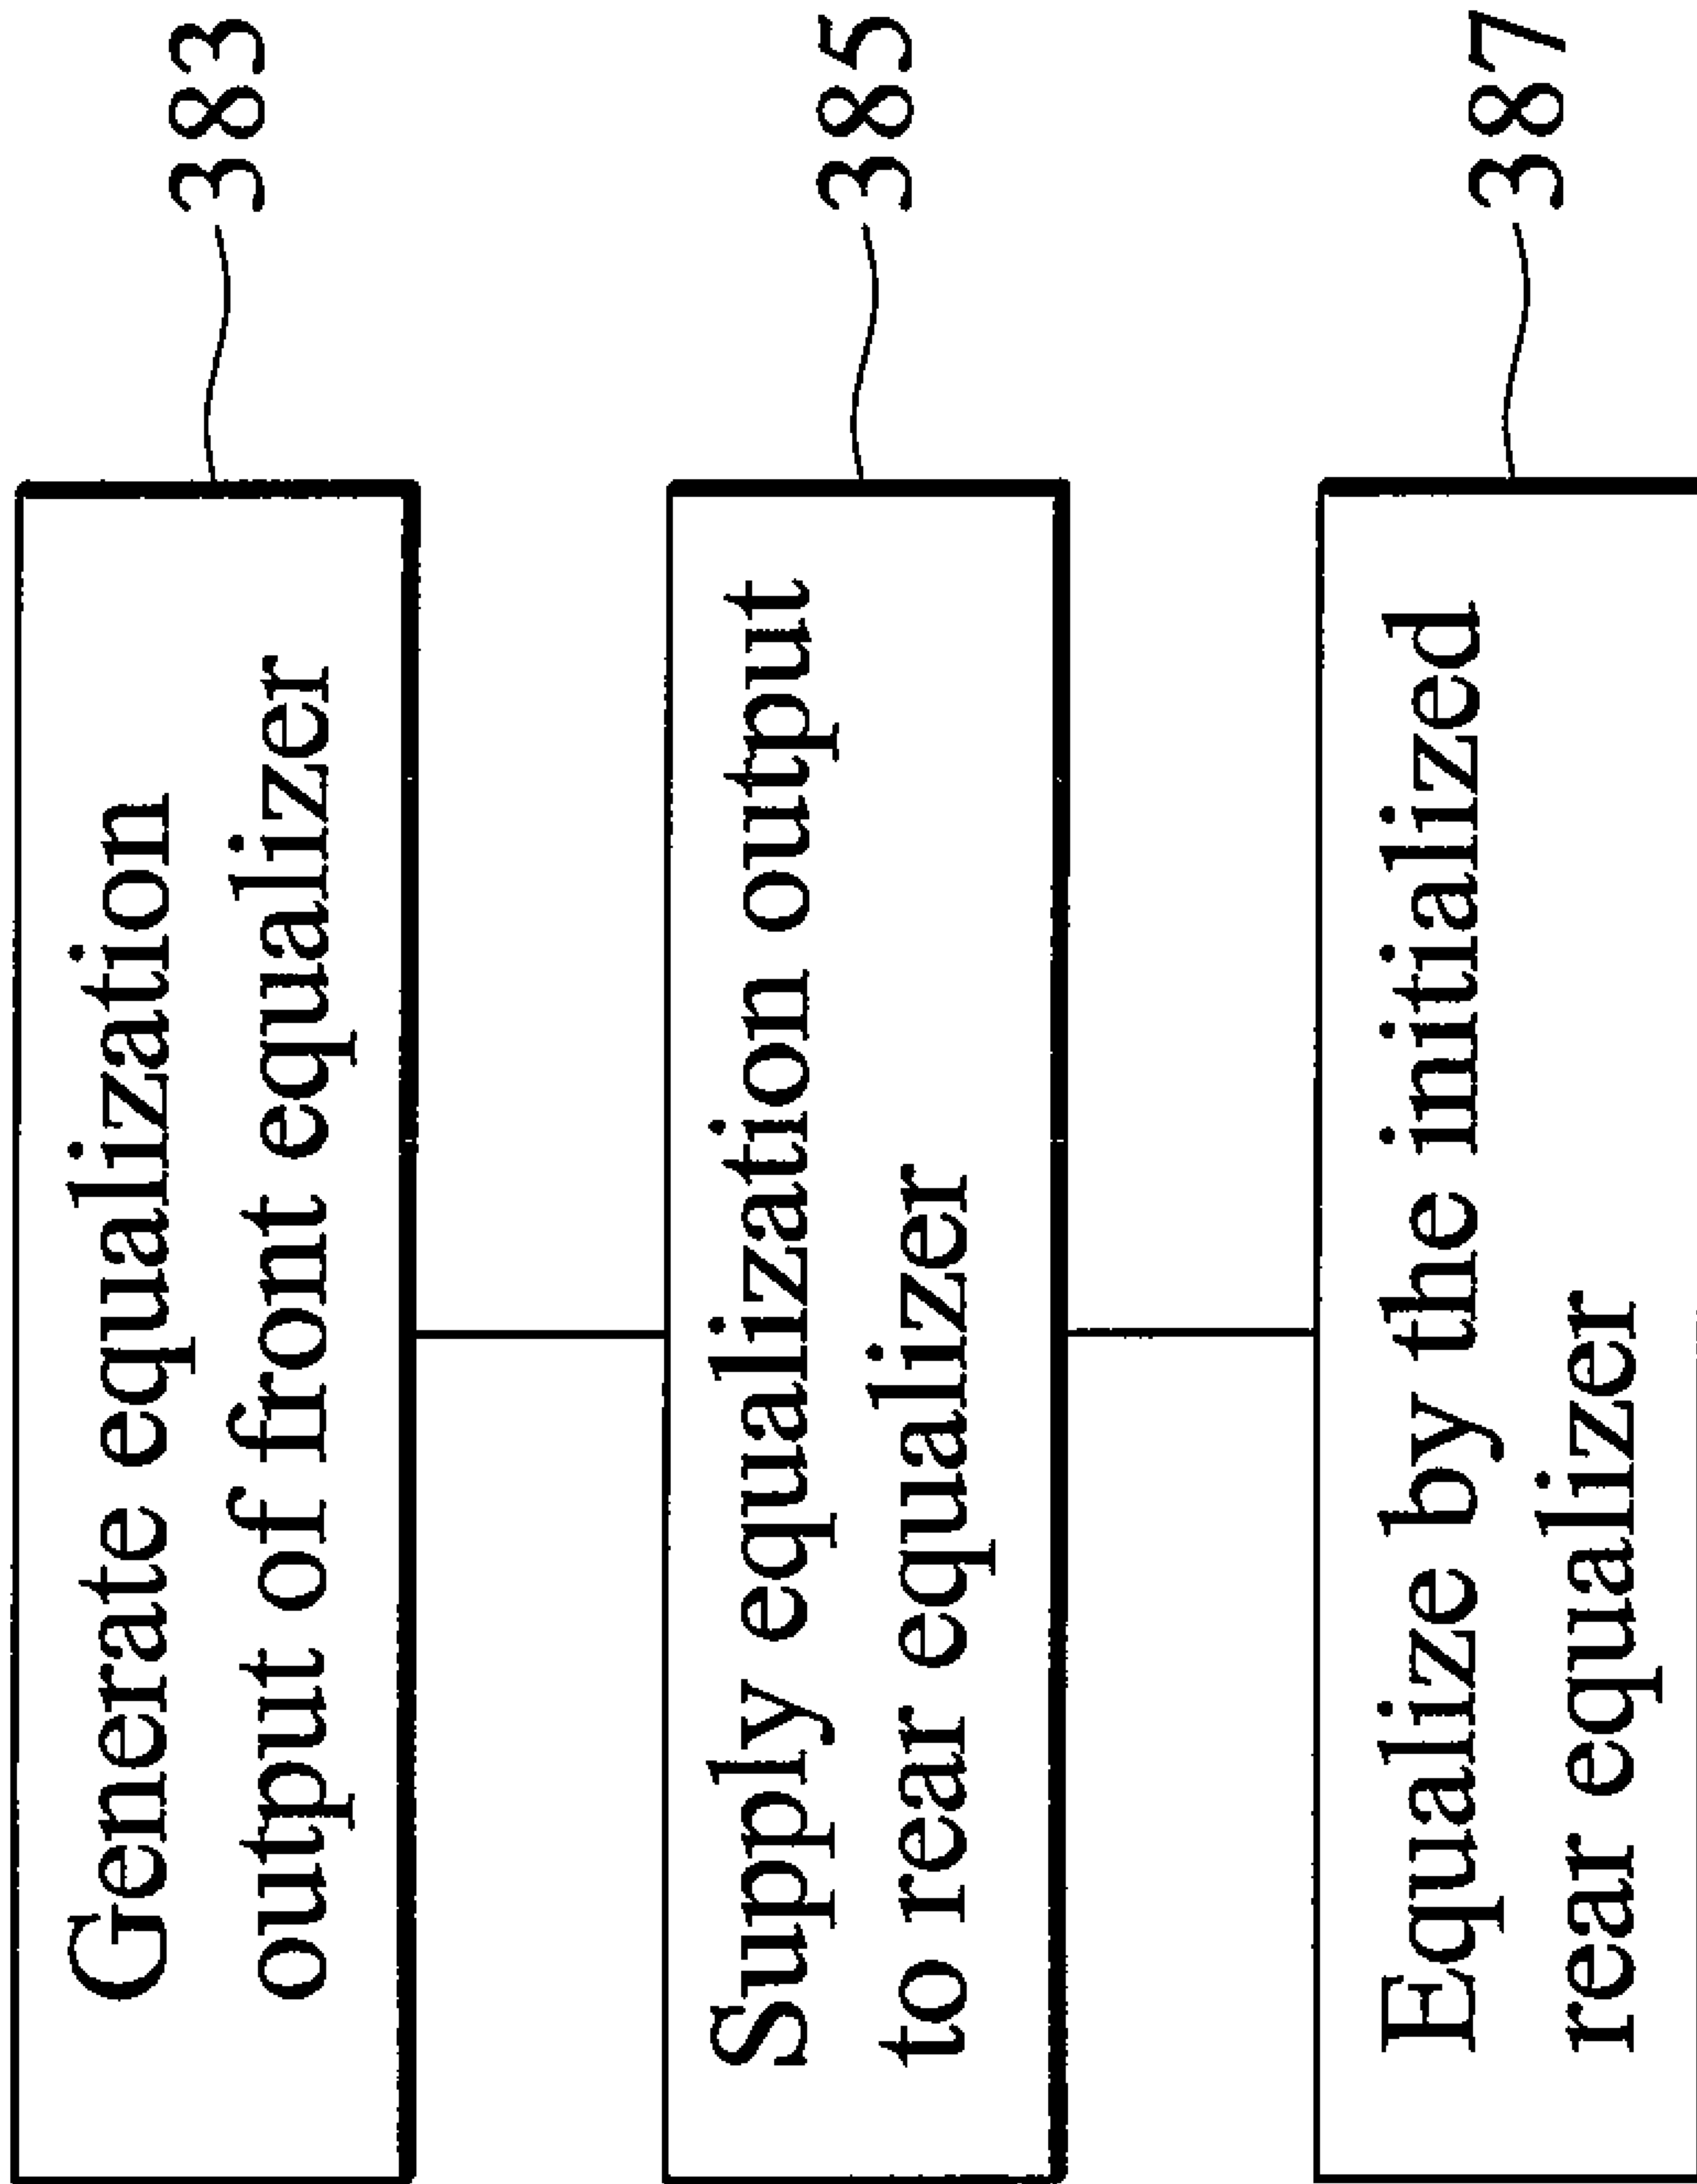 Generate equalization
output of front equalizer
383
Supply equalization output
to rear equalizer
385
Equalize by the initialized
rear equalizer
387